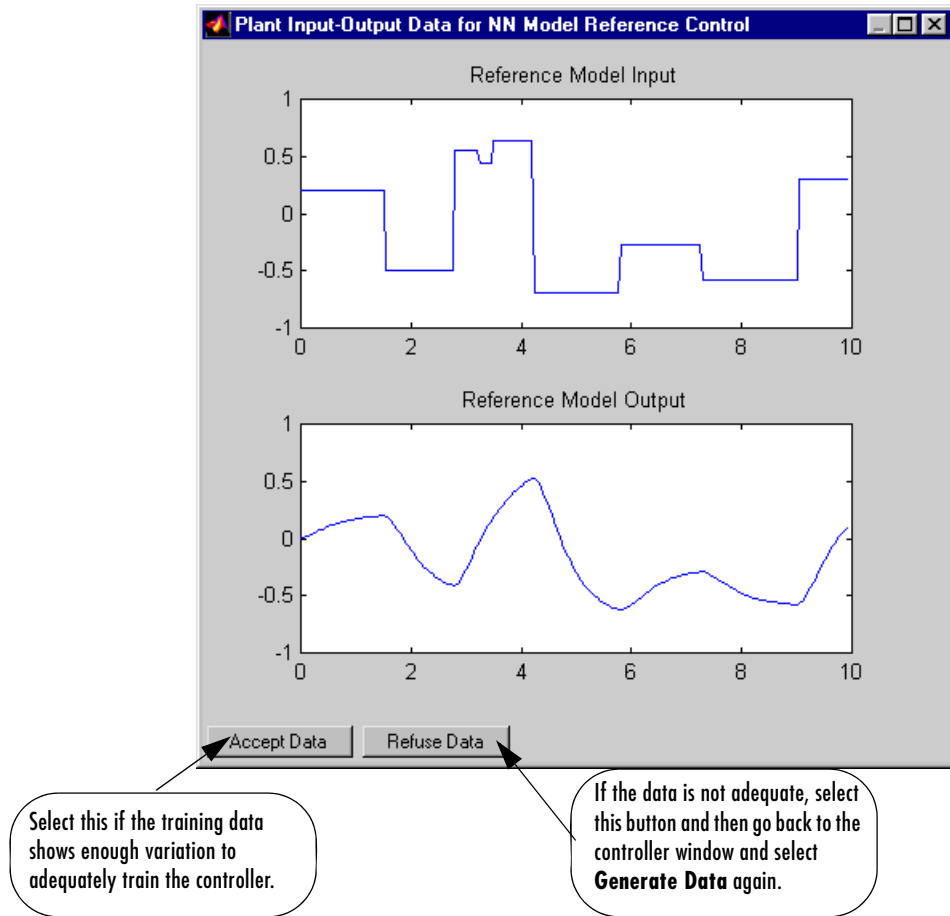 Plant Input-Output Data for NN Model Reference Control
Reference Model Input
1
0.5
0
-0.5
-1
0 2 4 6 8 10
Reference Model Output
1
0.5
0
-0.5
-1
0 2 4 6 8 10
Accept Data Refuse Data
Select this if the training data
shows enough variation to
adequately train the controller.
If the data is not adequate, select
this button and then go back to the
controller window and select
Generate Data again.